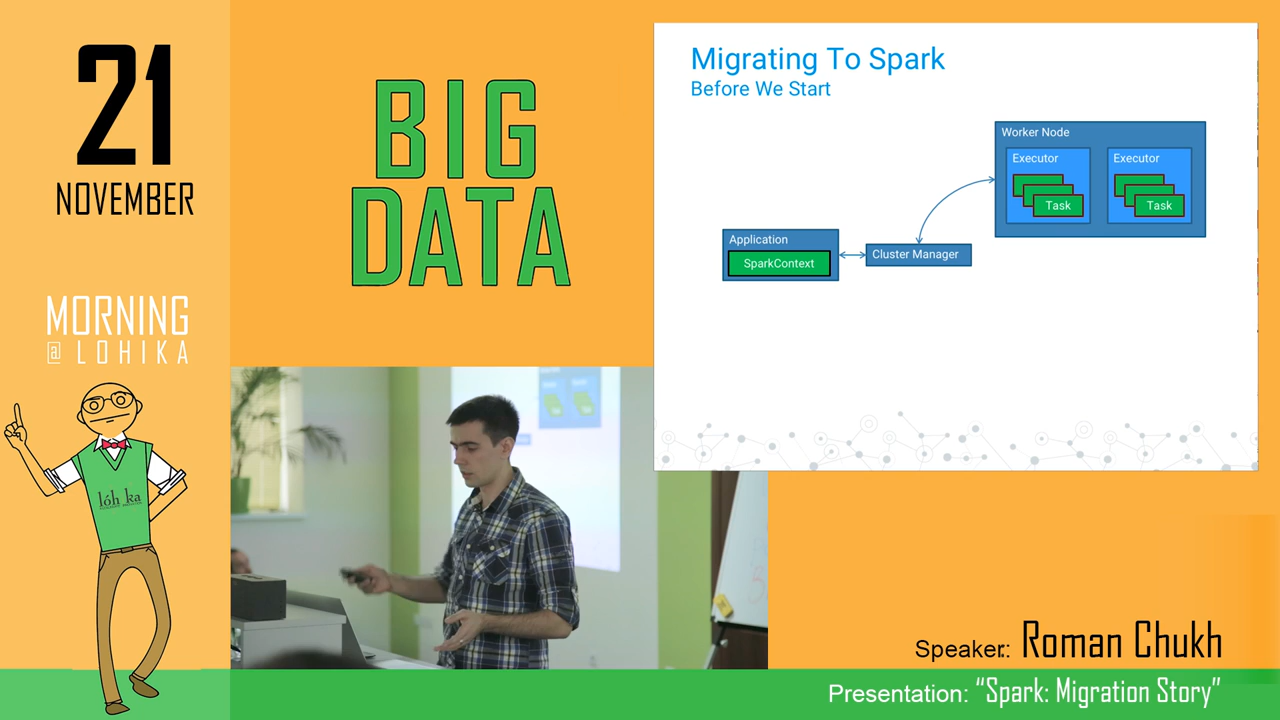 21
NOVEMBER
MORNING
@ LOHIKA
lóh ka
BIG
DATA
Migrating To Spark
Before We Start
Worker Node
Executor
Executor
Task
Task
Application
SparkContext
Cluster Manager
Speaker:: Roman Chukh
Presentation: “Spark: Migration Story”